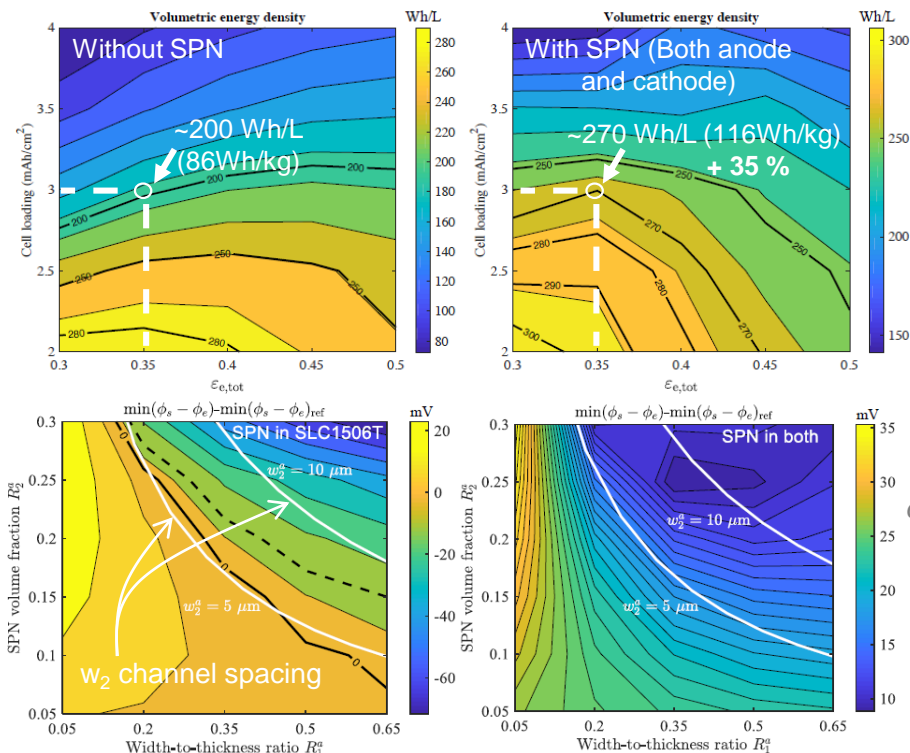 Volumetric energy density
Wh/L
Without SPN
~200 Wh/L
(86Wh/kg)
200
200
250
250
280
280
4
3.5
3
2.5
2
Cell loading (mAh/cm²)
0.3
0.35
0.4
0.45
0.5
εe,tot
280
260
240
220
200
180
160
140
120
100
80
Volumetric energy density
Wh/L
With SPN (Both anode
and cathode)
~270 Wh/L (116Wh/kg)
+ 35 %
250
250
250
270
270
280
280
290
300
4
3.5
3
2.5
2
Cell loading (mAh/cm²)
0.3
0.35
0.4
0.45
0.5
εe,tot
300
250
200
150
min(ϕs − ϕe)-min(ϕs − ϕe)ref
mV
SPN in SLC1506T
w₂ᵃ = 10 μm
w₂ᵃ = 5 μm
w₂ channel spacing
0
0
0
0
0.3
0.25
0.2
0.15
0.1
0.05
SPN volume fraction R₂ᵃ
0.05
0.2
0.35
0.5
0.65
Width-to-thickness ratio R₁ᵃ
20
0
-20
-40
-60
min(ϕs − ϕe)-min(ϕs − ϕe)ref
mV
SPN in both
w₂ᵃ = 10 μm
w₂ᵃ = 5 μm
0.3
0.25
0.2
0.15
0.1
0.05
SPN volume fraction R₂ᵃ
0.05
0.2
0.35
0.5
0.65
Width-to-thickness ratio R₁ᵃ
35
30
25
20
15
10